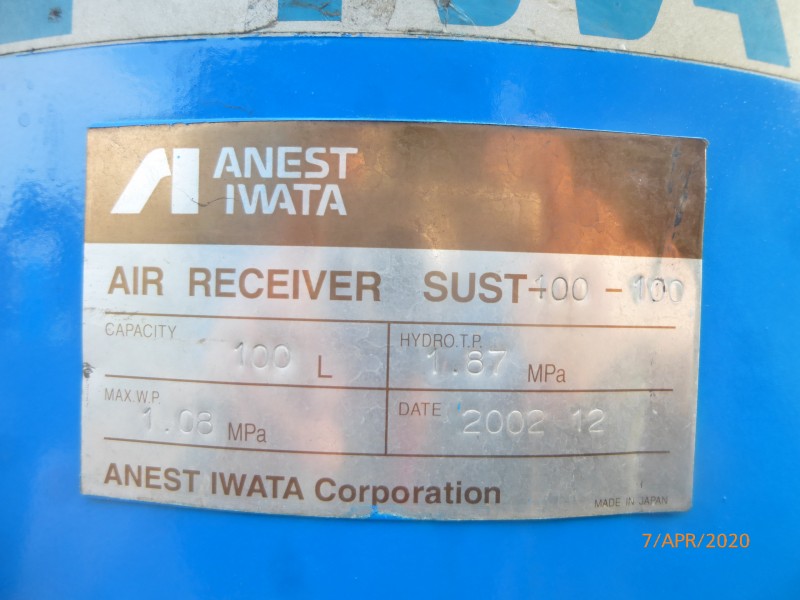 ANEST
IWATA
AIR RECEIVER SUST-100-100
CAPACITY 100 L
HYDRO.T.P. 1.67 MPa
MAX.W.P. 1.08 MPa
DATE 2002 12
ANEST IWATA Corporation
MADE IN JAPAN
7/APR/2020